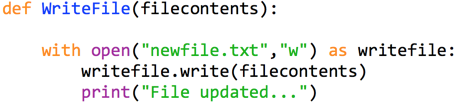 def WriteFile(filecontents):
    with open("newfile.txt","w") as writefile:
        writefile.write(filecontents)
        print("File updated...")